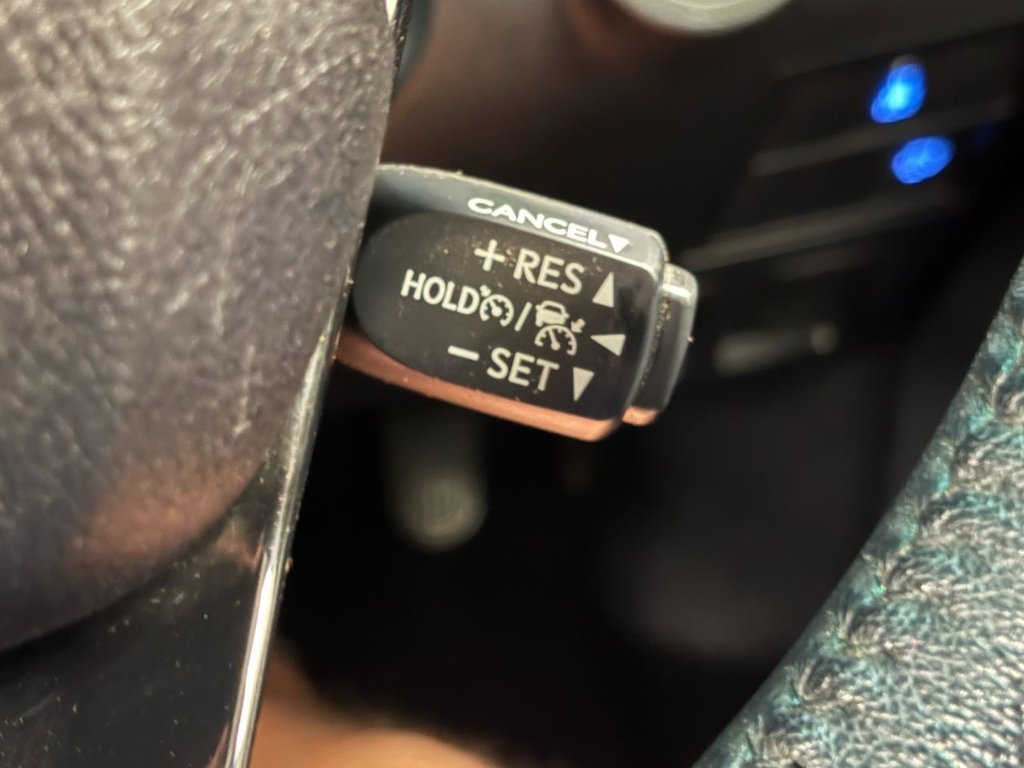 CANCEL▼
+ RES ▲
HOLD / ◀
− SET ▼